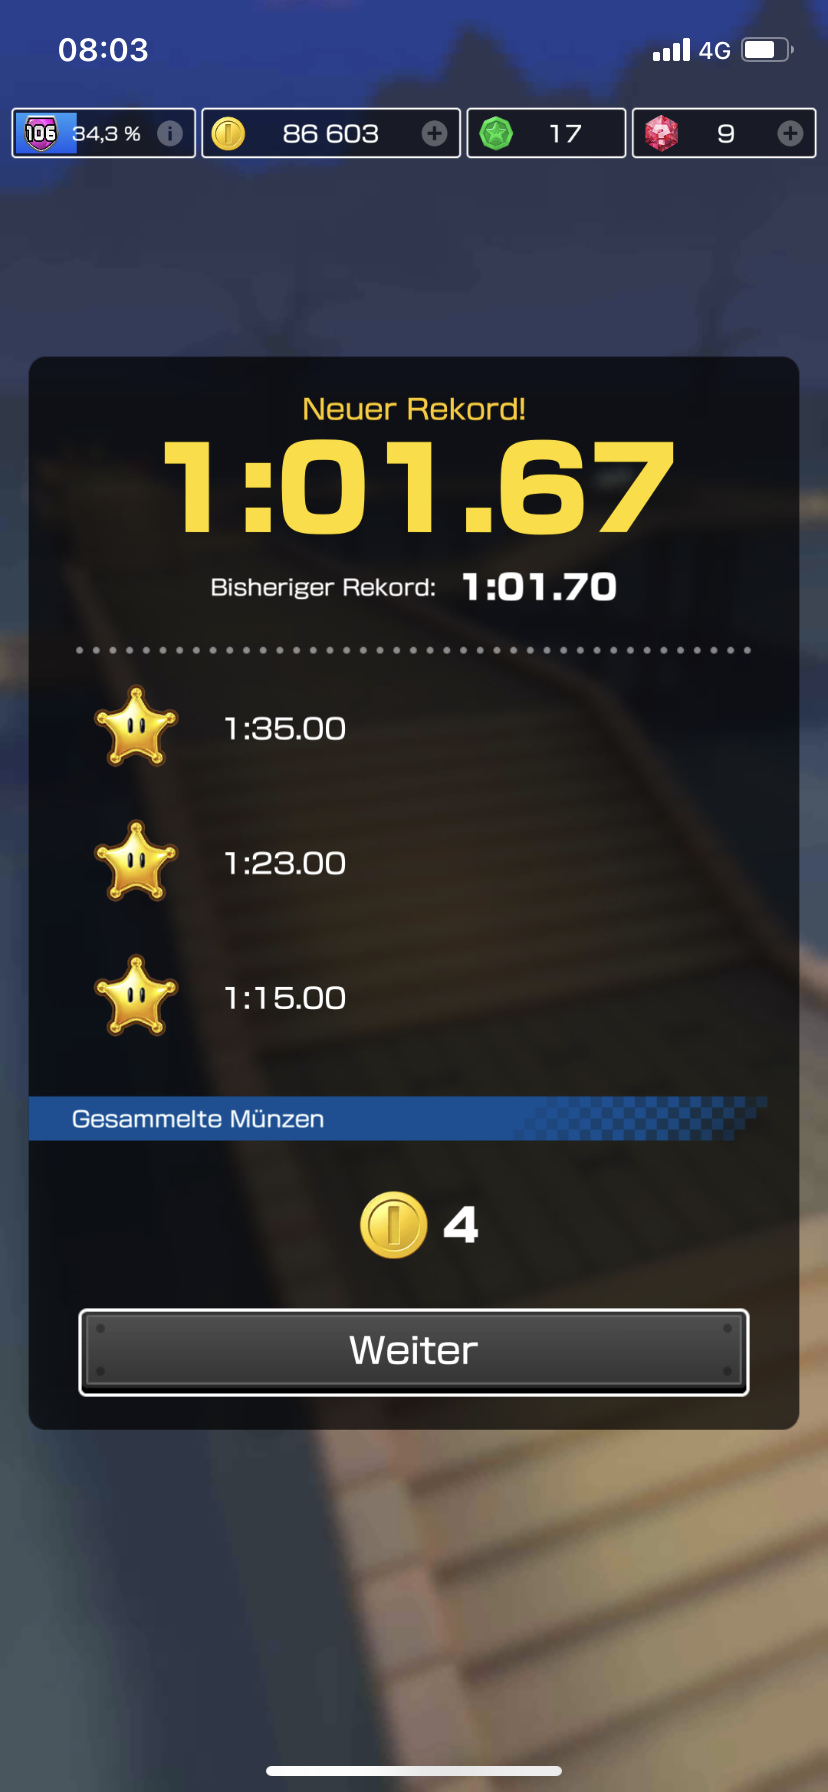 08:03
4G
106 34,3 % i 86 603 + 17 9 +
Neuer Rekord!
1:01.67
Bisheriger Rekord: 1:01.70
1:35.00
1:23.00
1:15.00
Gesammelte Münzen
4
Weiter